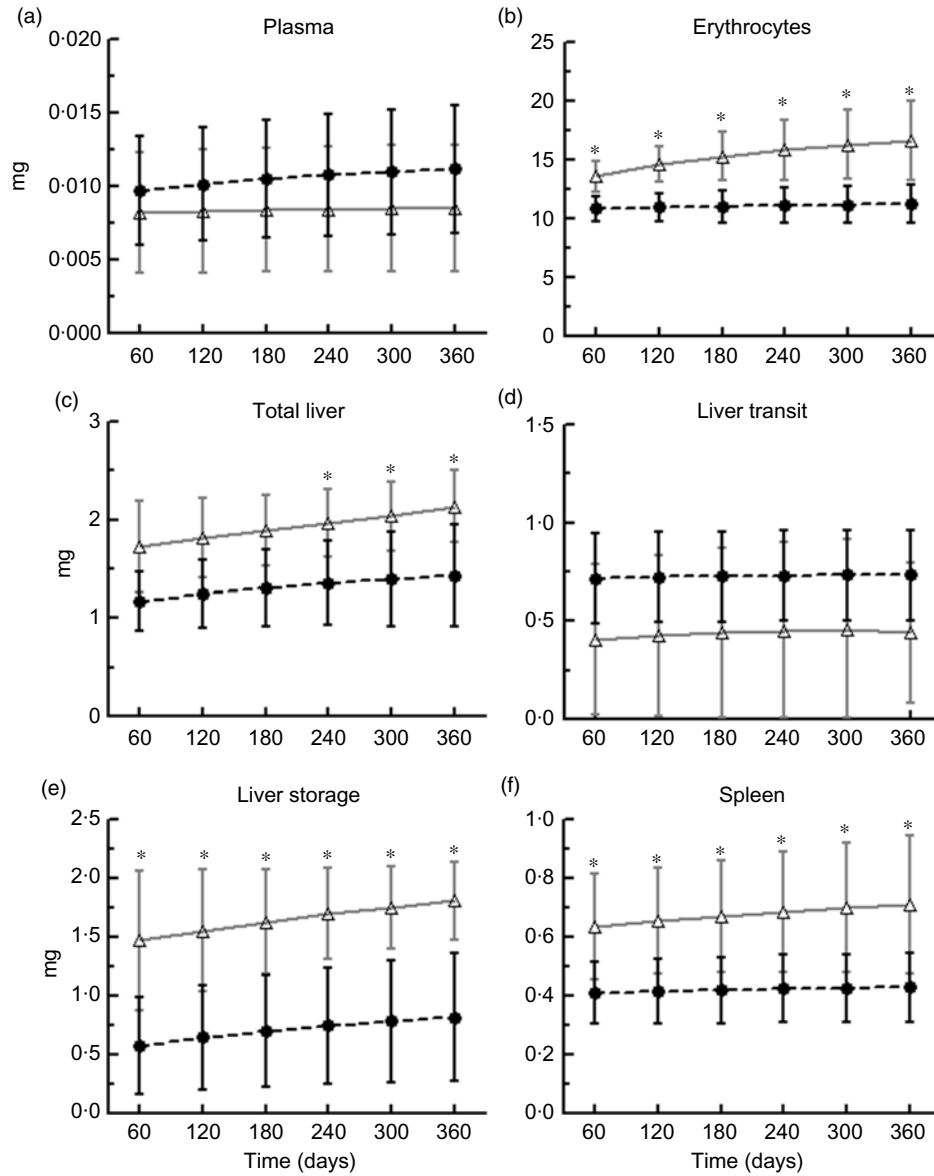 (a)
Plasma
0·020
0·015
0·010
0·005
0·000
mg
60 120 180 240 300 360
(b)
Erythrocytes
25
20
15
10
5
0
* * * * * *
60 120 180 240 300 360
(c)
Total liver
3
2
1
0
mg
* * *
60 120 180 240 300 360
(d)
Liver transit
1·5
1·0
0·5
0·0
60 120 180 240 300 360
(e)
Liver storage
2·5
2·0
1·5
1·0
0·5
0·0
mg
* * * * * *
60 120 180 240 300 360
Time (days)
(f)
Spleen
1·0
0·8
0·6
0·4
0·2
0·0
* * * * * *
60 120 180 240 300 360
Time (days)